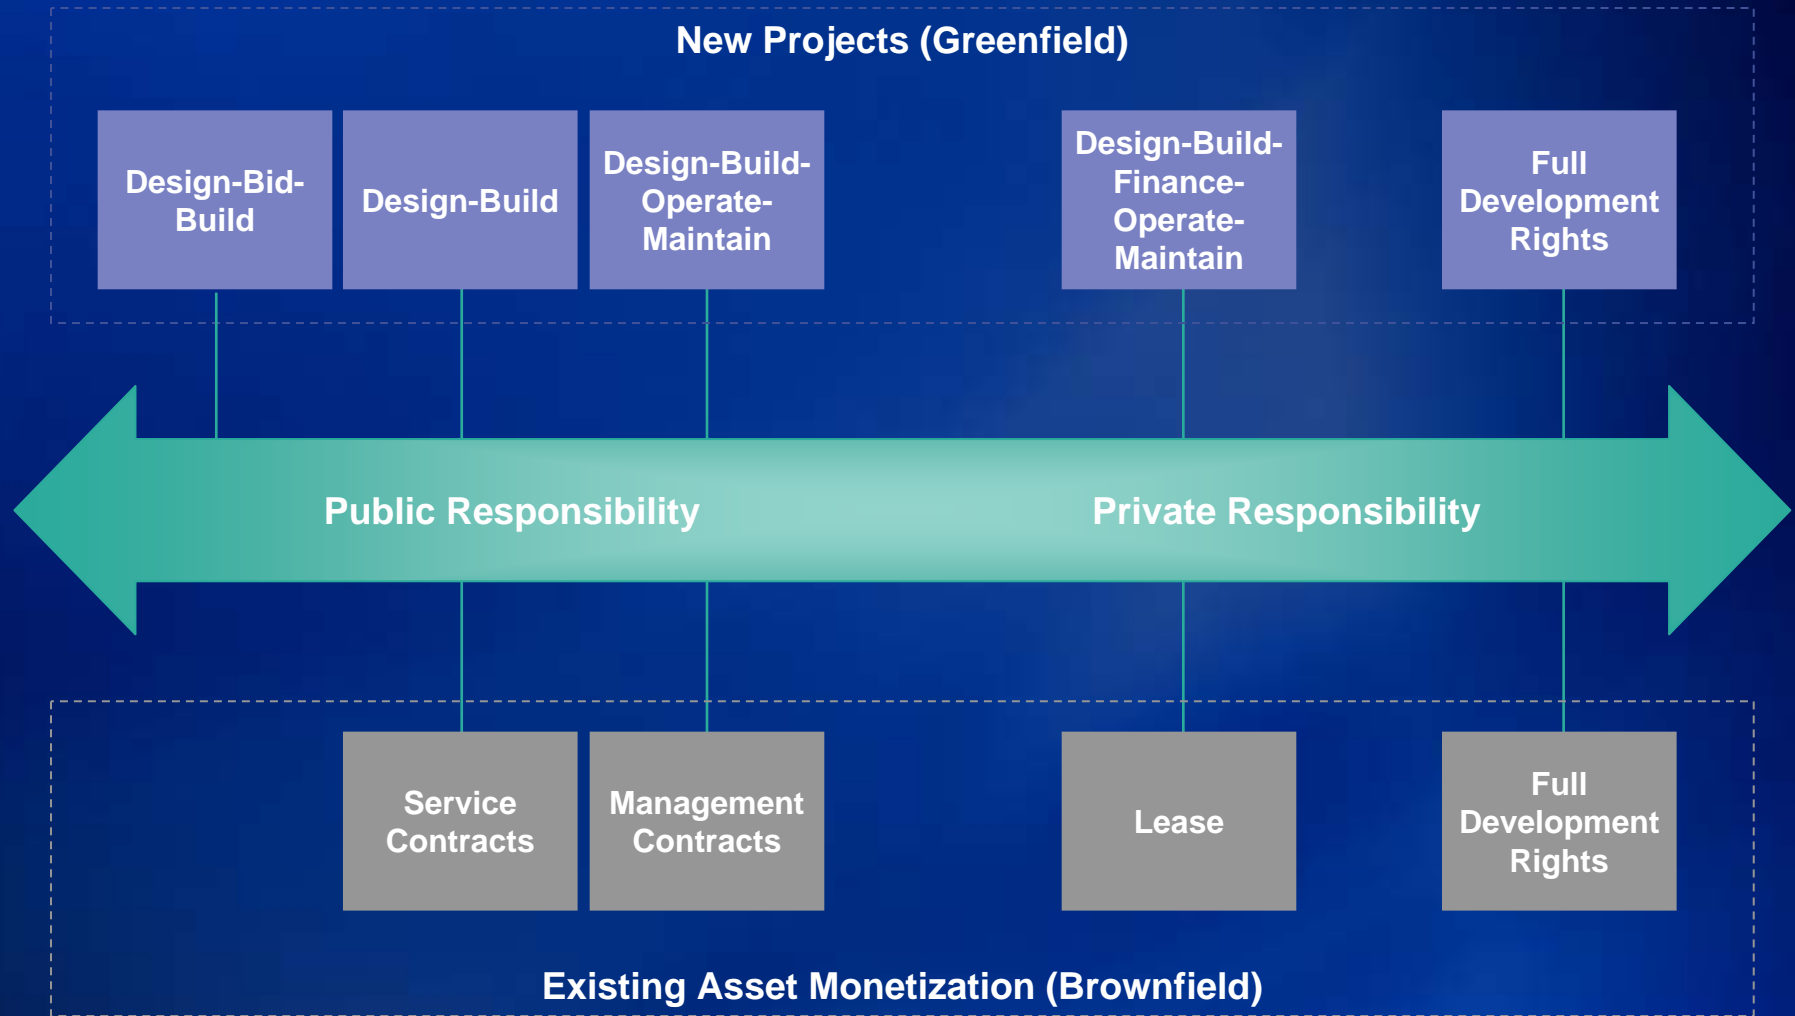 New Projects (Greenfield)
Design-Bid-
Build
Design-Build
Design-Build-
Operate-
Maintain
Design-Build-
Finance-
Operate-
Maintain
Full
Development
Rights
Public Responsibility
Private Responsibility
Service
Contracts
Management
Contracts
Lease
Full
Development
Rights
Existing Asset Monetization (Brownfield)